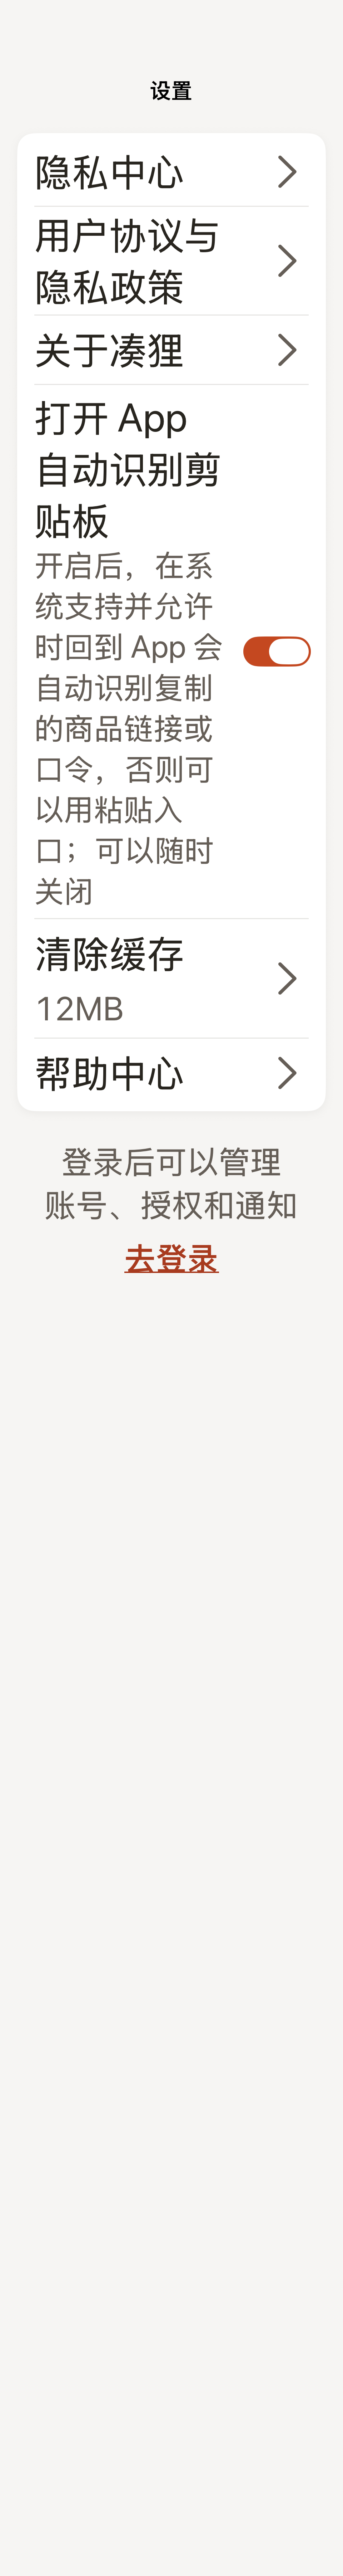 设置
隐私中心
用户协议与
隐私政策
关于凑狸
打开 App
自动识别剪
贴板
开启后，在系
统支持并允许
时回到 App 会
自动识别复制
的商品链接或
口令，否则可
以用粘贴入
口；可以随时
关闭
清除缓存
12MB
帮助中心
登录后可以管理
账号、授权和通知
去登录